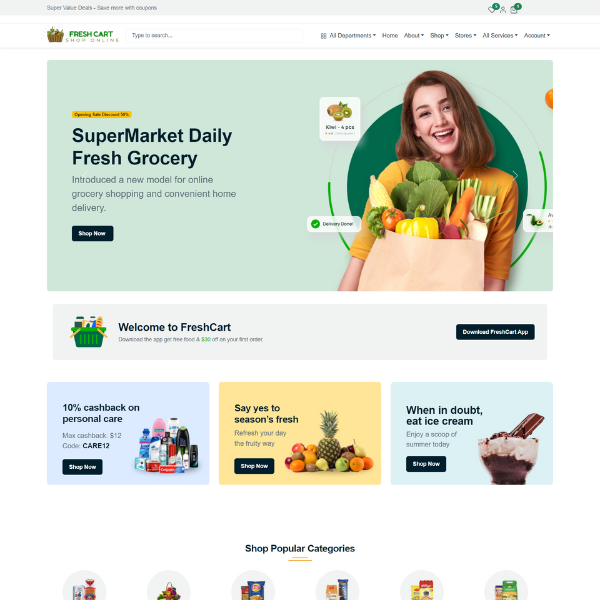 Super Value Deals - Save more with coupons
FRESH CART
SHOP ONLINE
Type to search...
All Departments
Home
About
Shop
Stores
All Services
Account
Opening Sale Discount 50%
SuperMarket Daily
Fresh Grocery
Introduced a new model for online
grocery shopping and convenient home
delivery.
Shop Now
Kiwi - 4 pcs
Delivery Done!
Welcome to FreshCart
Download the app get free food & $30 off on your first order.
Download FreshCart App
10% cashback on
personal care
Max cashback: $12
Code: CARE12
Shop Now
Say yes to
season's fresh
Refresh your day
the fruity way
Shop Now
When in doubt,
eat ice cream
Enjoy a scoop of
summer today
Shop Now
Shop Popular Categories